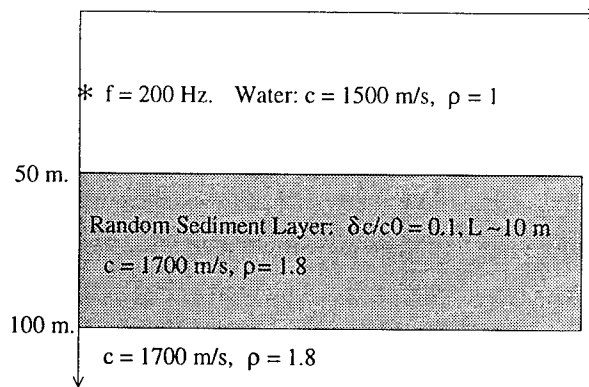 * f = 200 Hz. Water: c = 1500 m/s, ρ = 1
50 m.
Random Sediment Layer: δc/c0 = 0.1, L ~10 m
c = 1700 m/s, ρ= 1.8
100 m.
c = 1700 m/s, ρ = 1.8